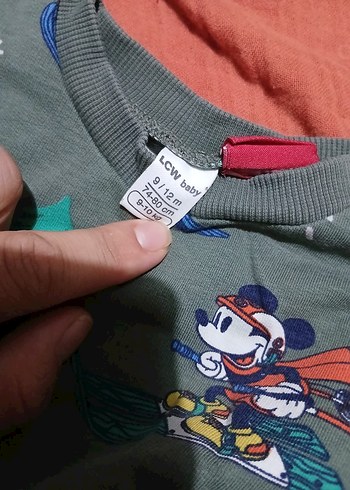 LCW baby
9 / 12 m
74-80 cm
9-10 kg